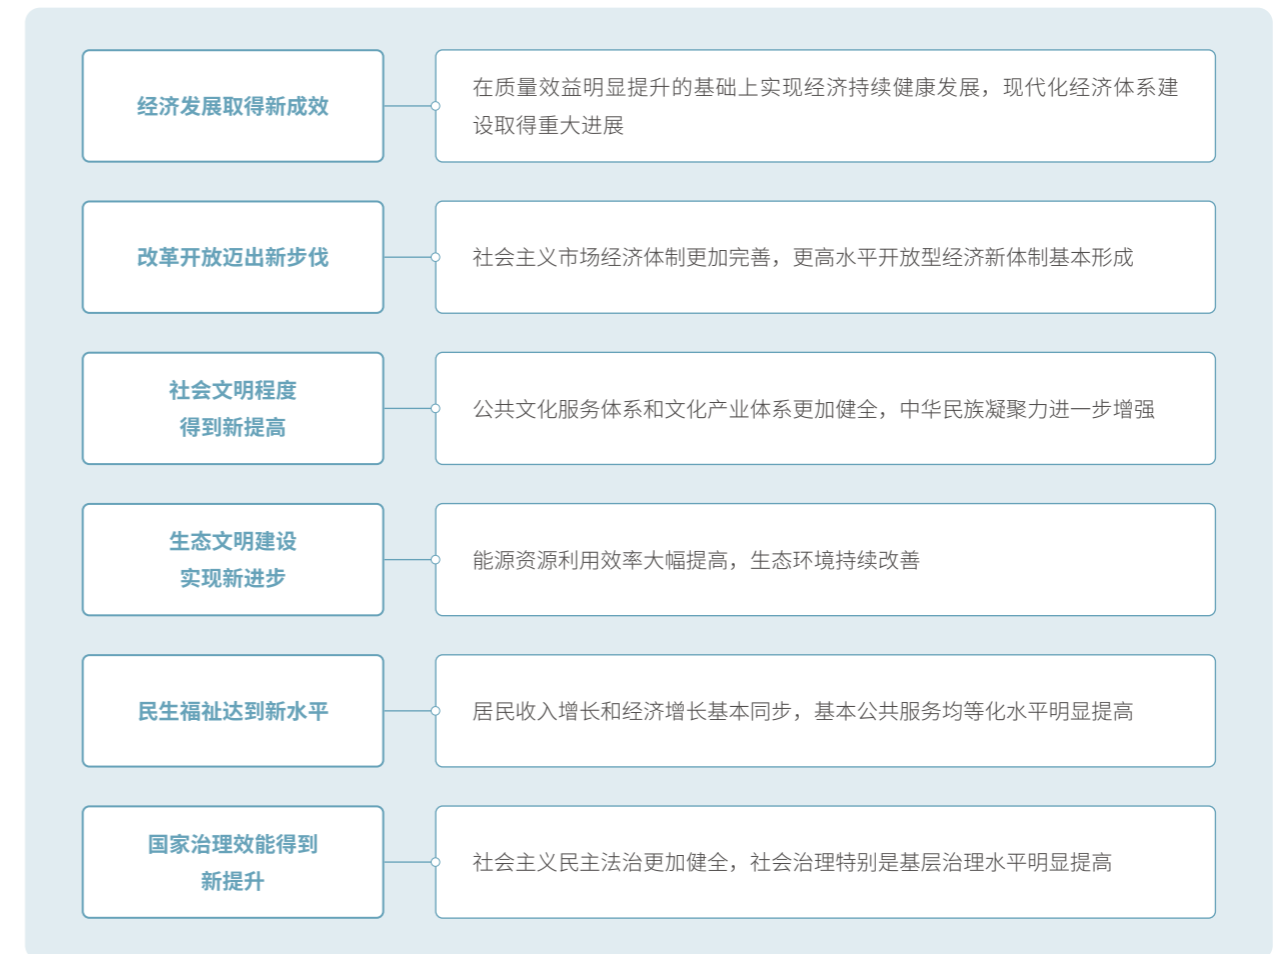 经济发展取得新成效
在质量效益明显提升的基础上实现经济持续健康发展，现代化经济体系建
设取得重大进展
改革开放迈出新步伐
社会主义市场经济体制更加完善，更高水平开放型经济新体制基本形成
社会文明程度
得到新提高
公共文化服务体系和文化产业体系更加健全，中华民族凝聚力进一步增强
生态文明建设
实现新进步
能源资源利用效率大幅提高，生态环境持续改善
民生福祉达到新水平
居民收入增长和经济增长基本同步，基本公共服务均等化水平明显提高
国家治理效能得到
新提升
社会主义民主法治更加健全，社会治理特别是基层治理水平明显提高